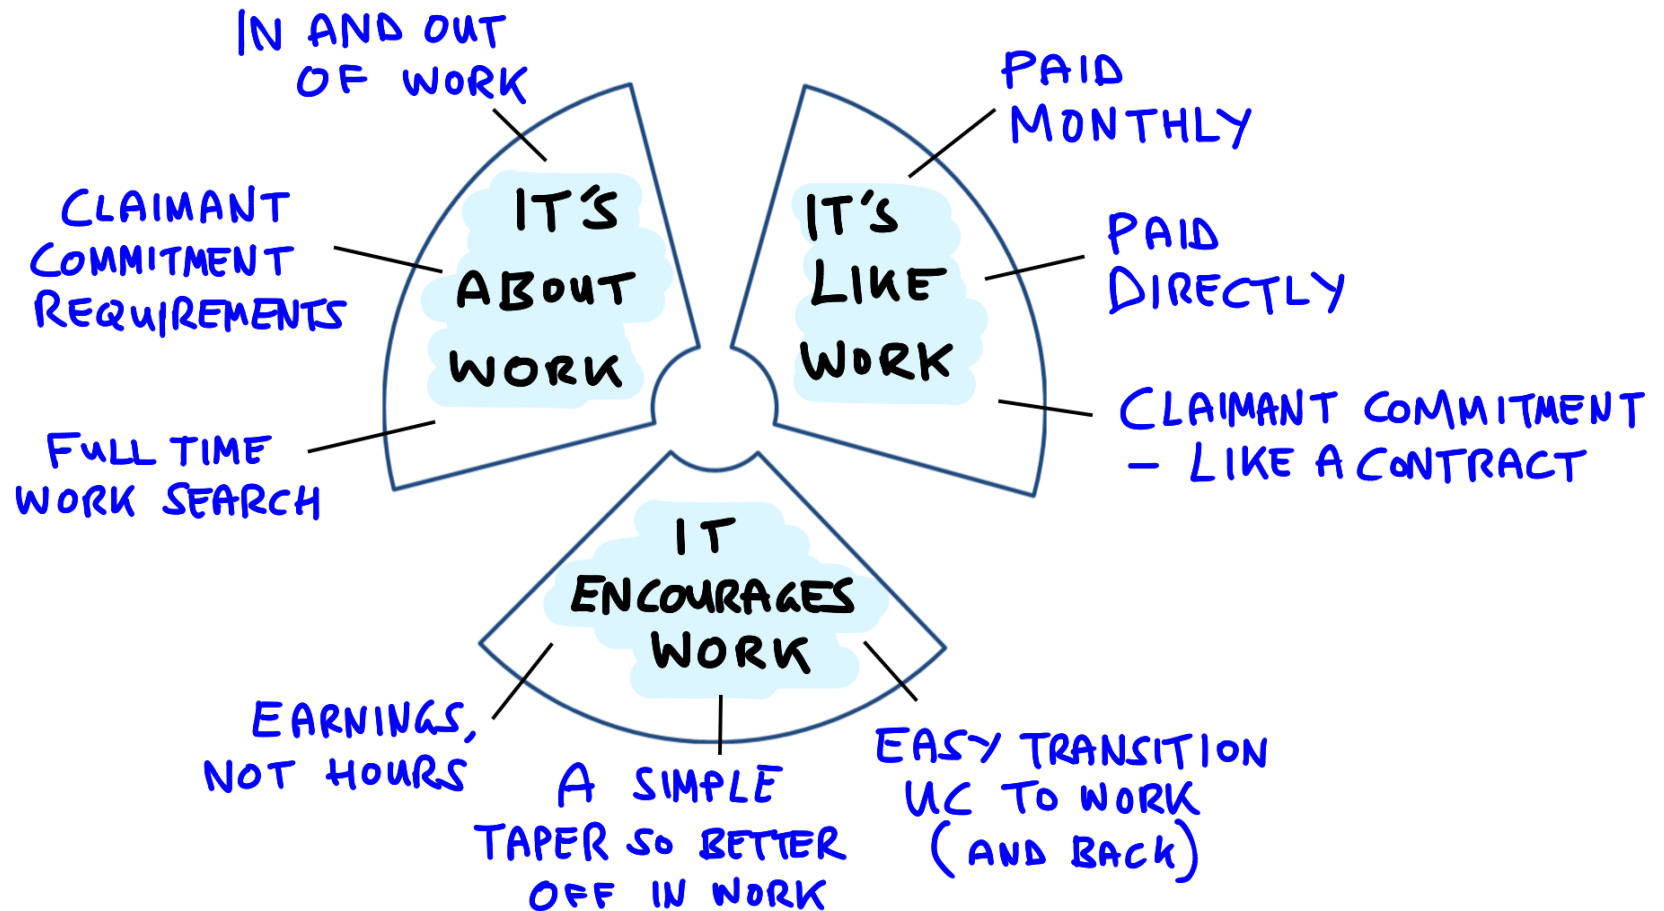 IN AND OUT
OF WORK
CLAIMANT
COMMITMENT
REQUIREMENTS
FULL TIME
WORK SEARCH
IT'S
ABOUT
WORK
PAID
MONTHLY
PAID
DIRECTLY
CLAIMANT COMMITMENT
– LIKE A CONTRACT
IT'S
LIKE
WORK
IT
ENCOURAGES
WORK
EARNINGS,
NOT HOURS
A SIMPLE
TAPER SO BETTER
OFF IN WORK
EASY TRANSITION
UC TO WORK
(AND BACK)